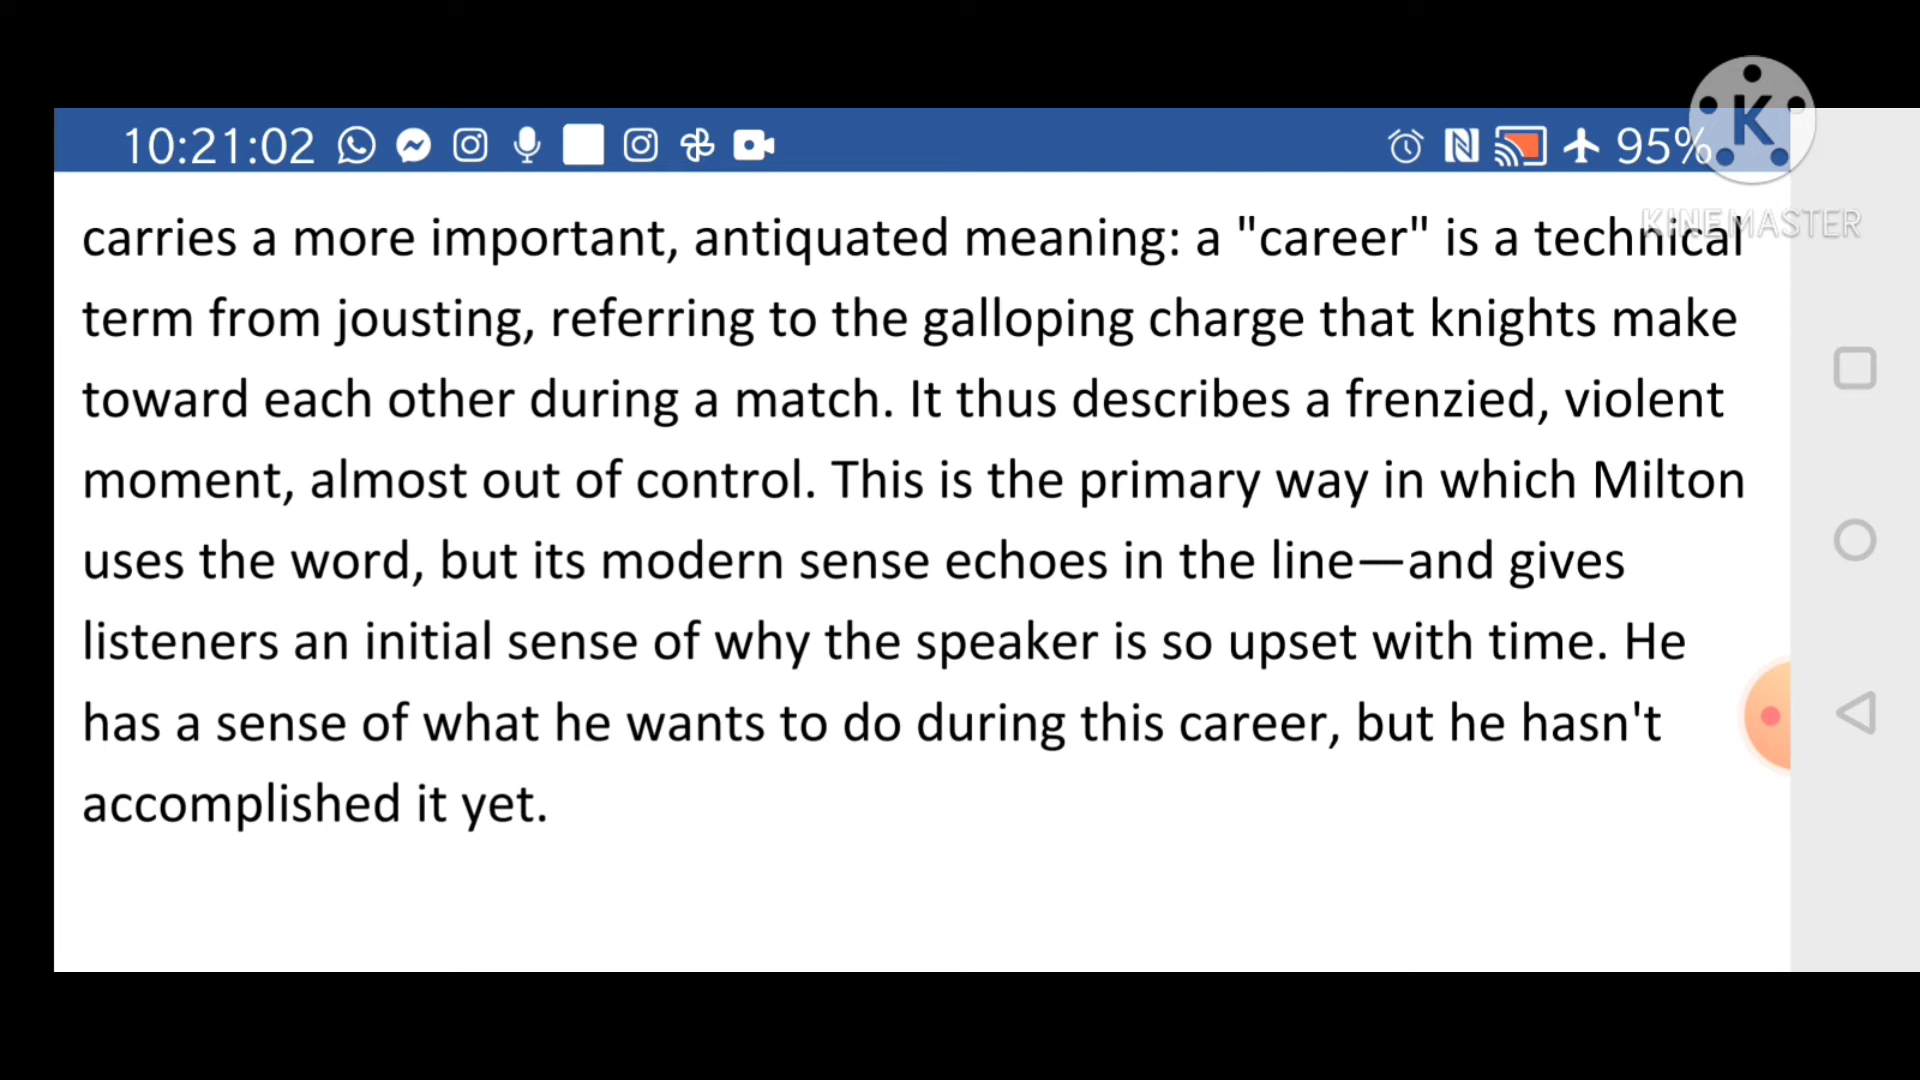 10:21:02 95%
K
KINEMASTER
carries a more important, antiquated meaning: a "career" is a technical
term from jousting, referring to the galloping charge that knights make
toward each other during a match. It thus describes a frenzied, violent
moment, almost out of control. This is the primary way in which Milton
uses the word, but its modern sense echoes in the line—and gives
listeners an initial sense of why the speaker is so upset with time. He
has a sense of what he wants to do during this career, but he hasn't
accomplished it yet.